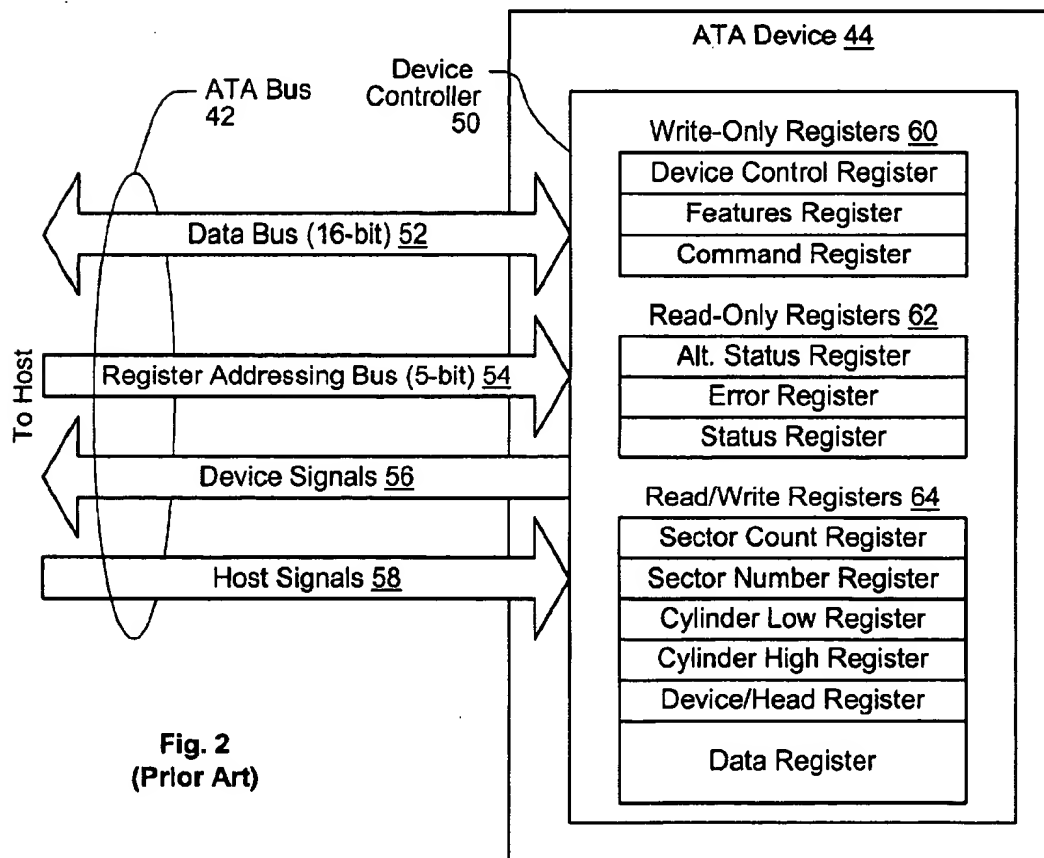 ATA Device 44
Device
Controller
50
ATA Bus
42
Write-Only Registers 60
Device Control Register
Features Register
Command Register
Data Bus (16-bit) 52
Read-Only Registers 62
Alt. Status Register
Error Register
Status Register
To Host
Register Addressing Bus (5-bit) 54
Device Signals 56
Host Signals 58
Read/Write Registers 64
Sector Count Register
Sector Number Register
Cylinder Low Register
Cylinder High Register
Device/Head Register
Data Register
Fig. 2
(Prior Art)